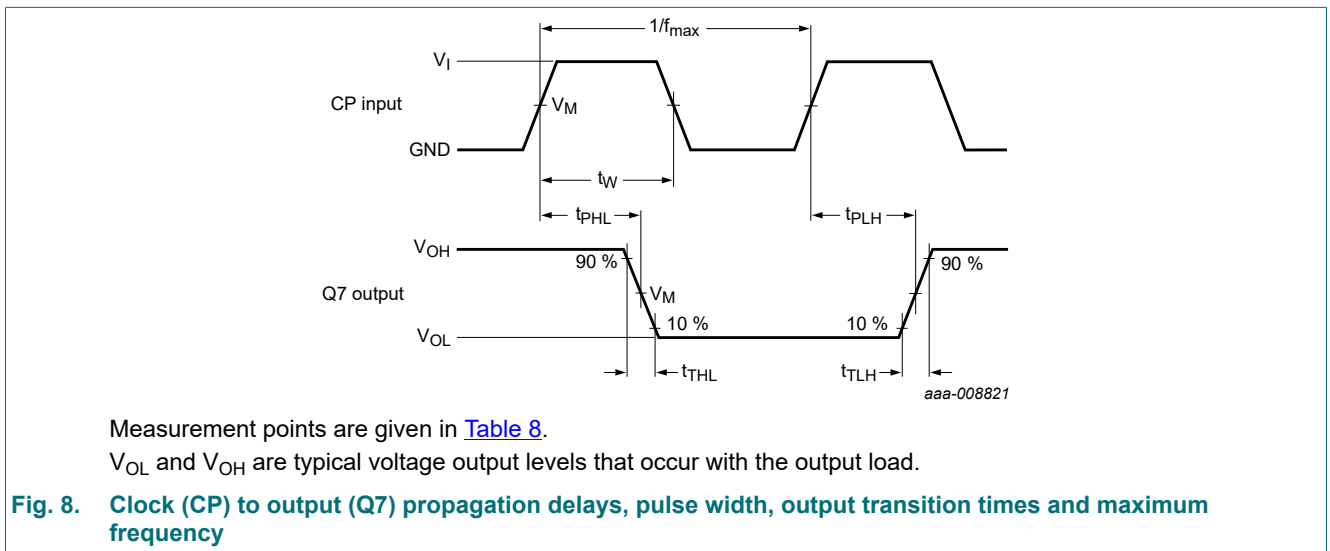 1/fmax
VI
CP input
VM
GND
tW
tPHL
tPLH
VOH
90 %
90 %
Q7 output
VM
VOL
10 %
10 %
tTHL
tTLH
aaa-008821
Measurement points are given in Table 8.
VOL and VOH are typical voltage output levels that occur with the output load.
Fig. 8. Clock (CP) to output (Q7) propagation delays, pulse width, output transition times and maximum
frequency